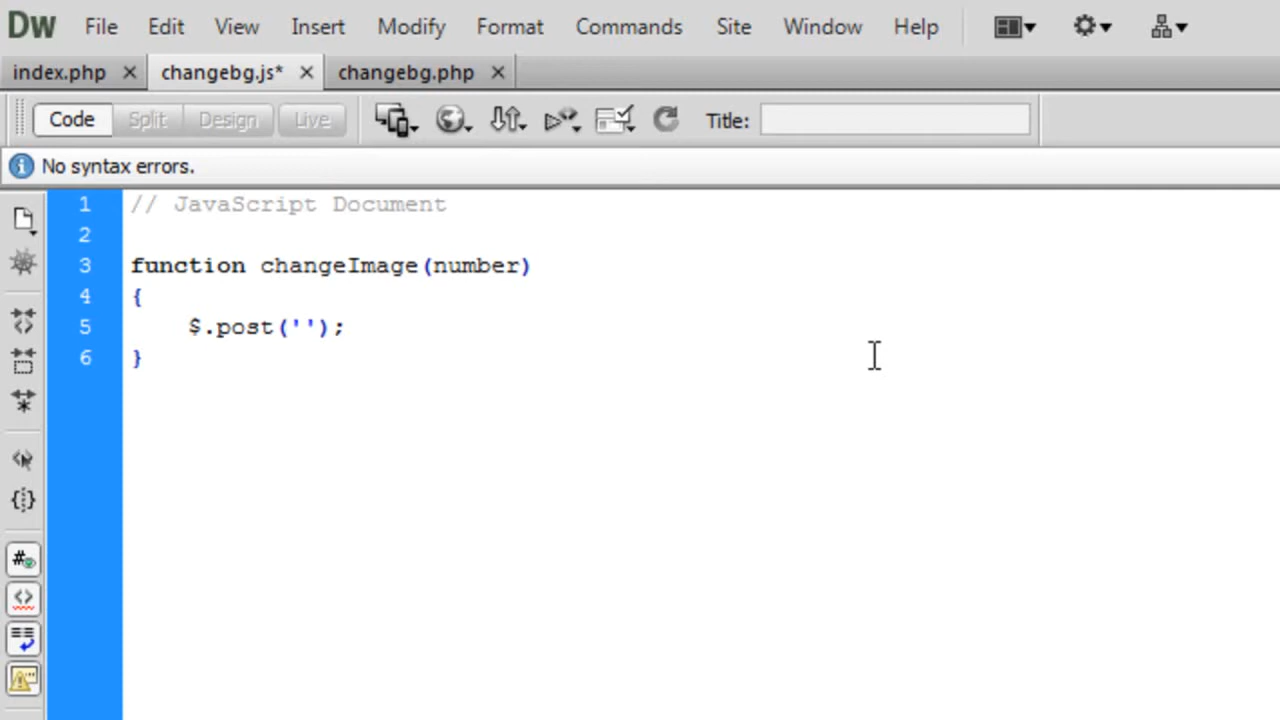 Dw File Edit View Insert Modify Format Commands Site Window Help
index.php changebg.js* changebg.php
Code Split Design Live Title:
No syntax errors.
1 // JavaScript Document
2
3 function changeImage(number)
4 {
5 $.post('');
6 }